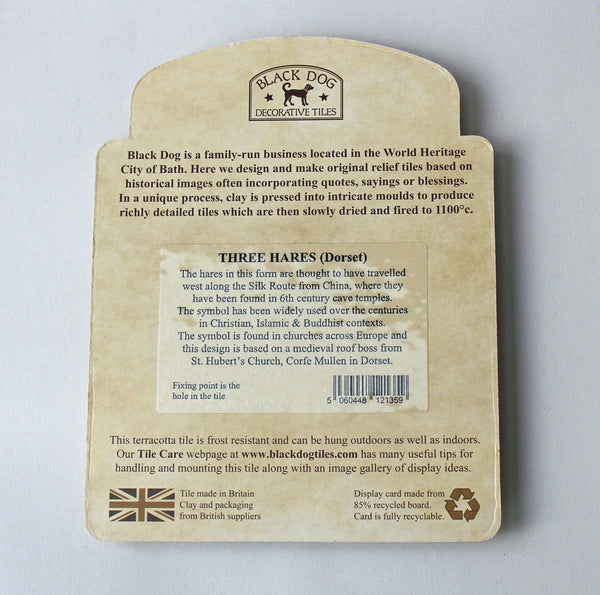 BLACK DOG
DECORATIVE TILES
Black Dog is a family-run business located in the World Heritage
City of Bath. Here we design and make original relief tiles based on
historical images often incorporating quotes, sayings or blessings.
In a unique process, clay is pressed into intricate moulds to produce
richly detailed tiles which are then slowly dried and fired to 1100°c.
THREE HARES (Dorset)
The hares in this form are thought to have travelled
west along the Silk Route from China, where they
have been found in 6th century cave temples.
The symbol has been widely used over the centuries
in Christian, Islamic & Buddhist contexts.
The symbol is found in churches across Europe and
this design is based on a medieval roof boss from
St. Hubert's Church, Corfe Mullen in Dorset.
Fixing point is the
hole in the tile
5 060448 121359
This terracotta tile is frost resistant and can be hung outdoors as well as indoors.
Our Tile Care webpage at www.blackdogtiles.com has many useful tips for
handling and mounting this tile along with an image gallery of display ideas.
Tile made in Britain
Clay and packaging
from British suppliers
Display card made from
85% recycled board.
Card is fully recyclable.